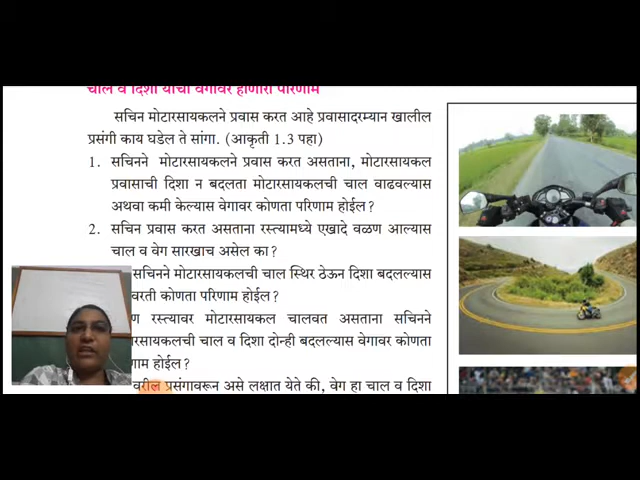 चाल व दिशा यांचा वेगावर होणारा परिणाम
सचिन मोटारसायकलने प्रवास करत आहे प्रवासादरम्यान खालील
प्रसंगी काय घडेल ते सांगा. (आकृती 1.3 पहा)
1. सचिनने मोटारसायकलने प्रवास करत असताना, मोटारसायकल
प्रवासाची दिशा न बदलता मोटारसायकलची चाल वाढवल्यास
अथवा कमी केल्यास वेगावर कोणता परिणाम होईल ?
2. सचिन प्रवास करत असताना रस्त्यामध्ये एखादे वळण आल्यास
चाल व वेग सारखाच असेल का ?
सचिनने मोटारसायकलची चाल स्थिर ठेऊन दिशा बदलल्यास
वरती कोणता परिणाम होईल ?
रस्त्यावर मोटारसायकल चालवत असताना सचिनने
चाल व दिशा दोन्ही बदलल्यास वेगावर कोणता
होईल ?
वरील प्रसंगावरून असे लक्षात येते की, वेग हा चाल व दिशा